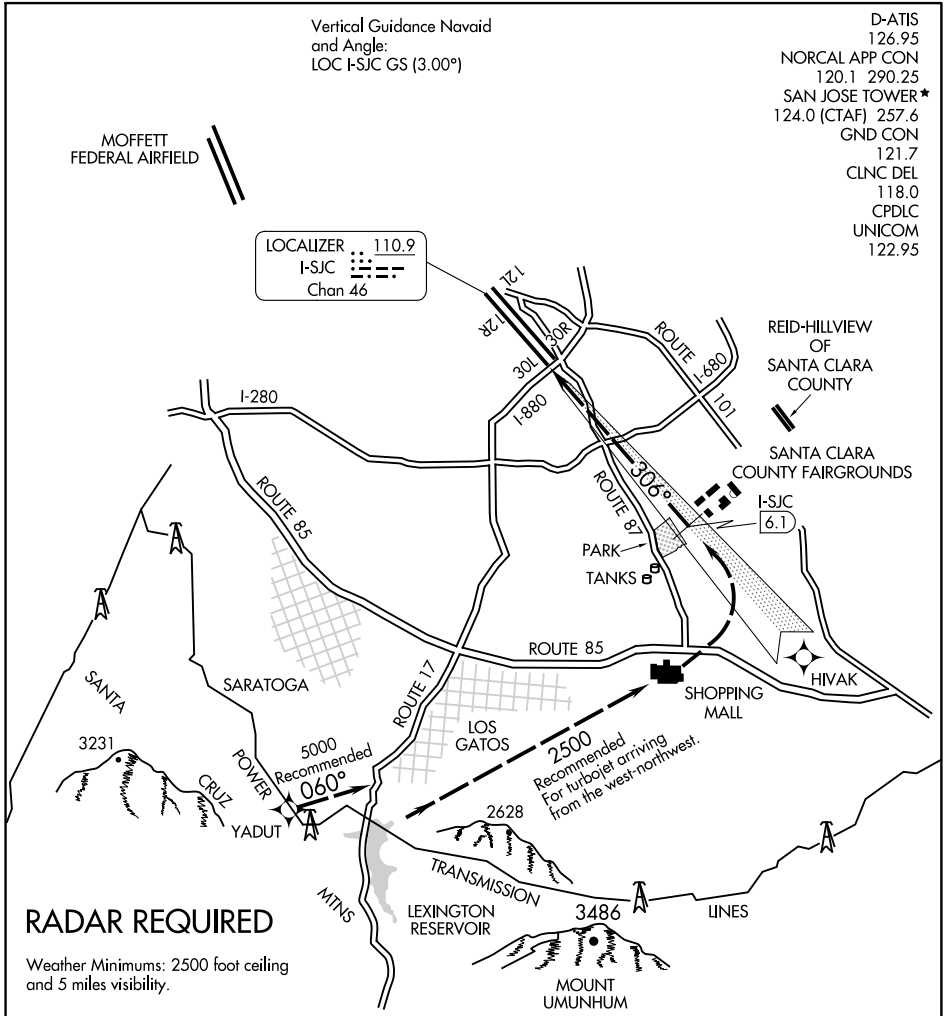 Vertical Guidance Navaid
and Angle:
LOC I-SJC GS (3.00°)
D-ATIS
126.95
NORCAL APP CON
120.1 290.25
SAN JOSE TOWER★
124.0 (CTAF) 257.6
GND CON
121.7
CLNC DEL
118.0
CPDLC
UNICOM
122.95
MOFFETT
FEDERAL AIRFIELD
LOCALIZER 110.9
I-SJC
Chan 46
12L
12R
30R
30L
ROUTE
101
I-680
I-880
I-280
REID-HILLVIEW
OF
SANTA CLARA
COUNTY
SANTA CLARA
COUNTY FAIRGROUNDS
I-SJC
6.1
306°
ROUTE 87
PARK
TANKS
ROUTE 85
ROUTE 85
HIVAK
SHOPPING
MALL
SARATOGA
ROUTE 17
LOS
GATOS
2500
Recommended
For turbojet arriving
from the west-northwest.
SANTA
CRUZ
MTNS
3231
5000
Recommended
060°
YADUT
POWER
TRANSMISSION
LINES
2628
LEXINGTON
RESERVOIR
3486
MOUNT
UMUNHUM
RADAR REQUIRED
Weather Minimums: 2500 foot ceiling
and 5 miles visibility.